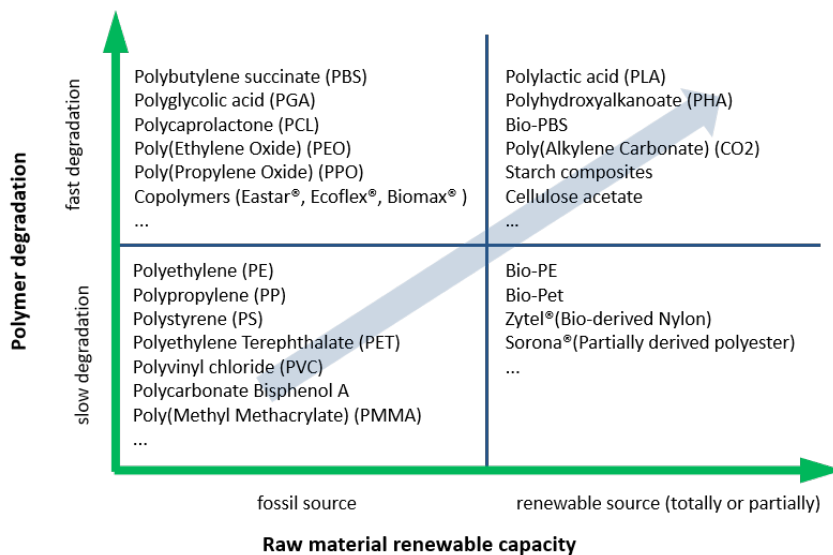 Polymer degradation
fast degradation
slow degradation
Polybutylene succinate (PBS)
Polyglycolic acid (PGA)
Polycaprolactone (PCL)
Poly(Ethylene Oxide) (PEO)
Poly(Propylene Oxide) (PPO)
Copolymers (Eastar®, Ecoflex®, Biomax® )
...
Polylactic acid (PLA)
Polyhydroxyalkanoate (PHA)
Bio-PBS
Poly(Alkylene Carbonate) (CO2)
Starch composites
Cellulose acetate
...
Polyethylene (PE)
Polypropylene (PP)
Polystyrene (PS)
Polyethylene Terephthalate (PET)
Polyvinyl chloride (PVC)
Polycarbonate Bisphenol A
Poly(Methyl Methacrylate) (PMMA)
...
Bio-PE
Bio-Pet
Zytel®(Bio-derived Nylon)
Sorona®(Partially derived polyester)
...
fossil source
renewable source (totally or partially)
Raw material renewable capacity